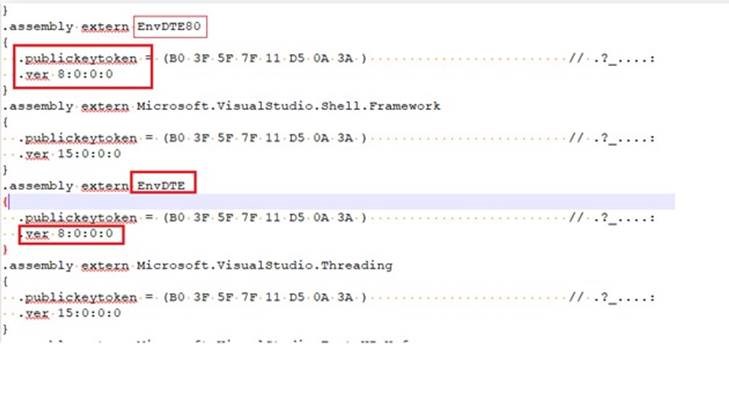 }
.assembly extern EnvDTE80
{
.publickeytoken = (B0 3F 5F 7F 11 D5 0A 3A ) // .?_....:
.ver 8:0:0:0
}
.assembly extern Microsoft.VisualStudio.Shell.Framework
{
.publickeytoken = (B0 3F 5F 7F 11 D5 0A 3A ) // .?_....:
.ver 15:0:0:0
}
.assembly extern EnvDTE
{
.publickeytoken = (B0 3F 5F 7F 11 D5 0A 3A ) // .?_....:
.ver 8:0:0:0
}
.assembly extern Microsoft.VisualStudio.Threading
{
.publickeytoken = (B0 3F 5F 7F 11 D5 0A 3A ) // .?_....:
.ver 15:0:0:0
}